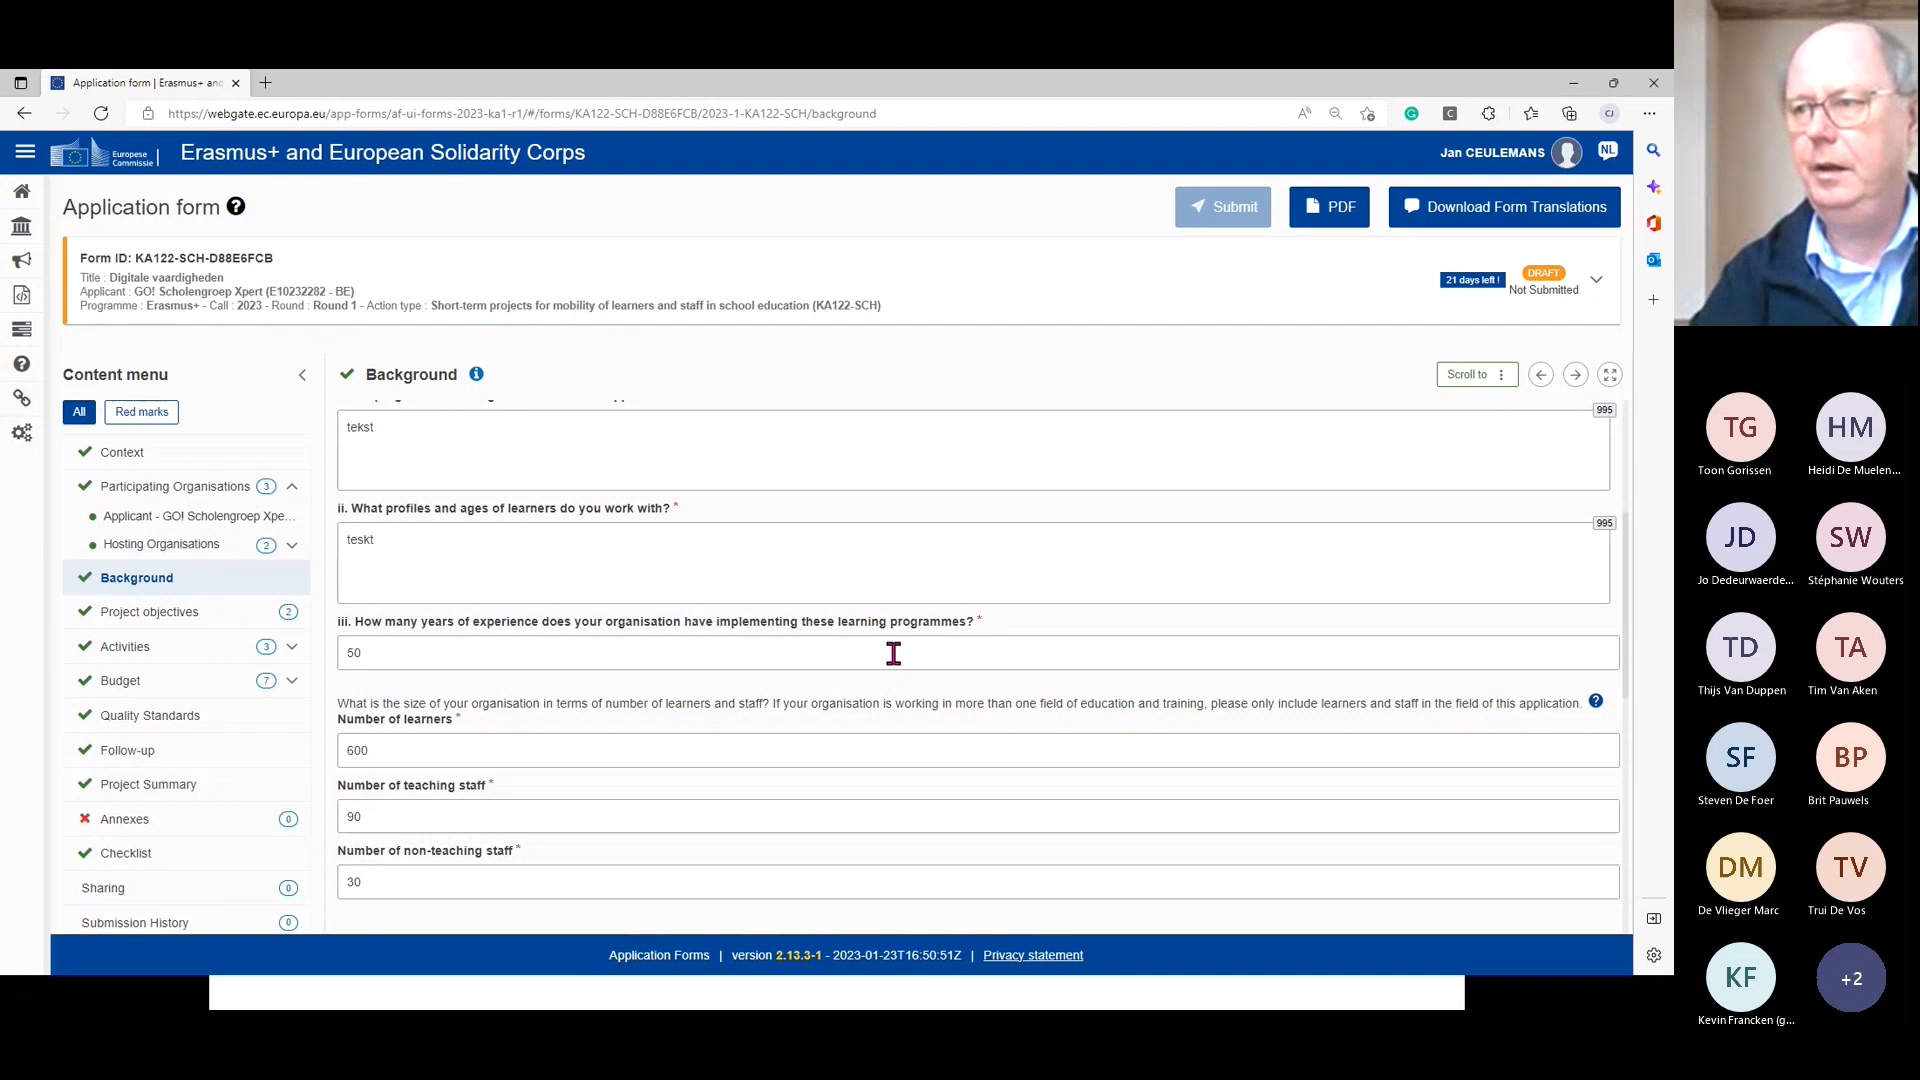 Application form | Erasmus+ and
https://webgate.ec.europa.eu/app-forms/af-ui-forms-2023-ka1-r1/#/forms/KA122-SCH-D88E6FCB/2023-1-KA122-SCH/background
CJ
Europese
Commissie
Erasmus+ and European Solidarity Corps
Jan CEULEMANS
NL
Application form
Submit
PDF
Download Form Translations
Form ID: KA122-SCH-D88E6FCB
Title : Digitale vaardigheden
Applicant : GO! Scholengroep Xpert (E10232282 - BE)
Programme : Erasmus+ - Call : 2023 - Round : Round 1 - Action type : Short-term projects for mobility of learners and staff in school education (KA122-SCH)
21 days left !
DRAFT
Not Submitted
Content menu
All
Red marks
Context
Participating Organisations 3
Applicant - GO! Scholengroep Xpe...
Hosting Organisations 2
Background
Project objectives 2
Activities 3
Budget 7
Quality Standards
Follow-up
Project Summary
Annexes 0
Checklist
Sharing 0
Submission History 0
Background
Scroll to
995
tekst
ii. What profiles and ages of learners do you work with? *
995
teskt
iii. How many years of experience does your organisation have implementing these learning programmes? *
50
What is the size of your organisation in terms of number of learners and staff? If your organisation is working in more than one field of education and training, please only include learners and staff in the field of this application.
Number of learners *
600
Number of teaching staff *
90
Number of non-teaching staff *
30
Application Forms | version 2.13.3-1 - 2023-01-23T16:50:51Z | Privacy statement
TG
Toon Gorissen
HM
Heidi De Muelen...
JD
Jo Dedeurwaerde...
SW
Stéphanie Wouters
TD
Thijs Van Duppen
TA
Tim Van Aken
SF
Steven De Foer
BP
Brit Pauwels
DM
De Vlieger Marc
TV
Trui De Vos
KF
Kevin Francken (g...
+2